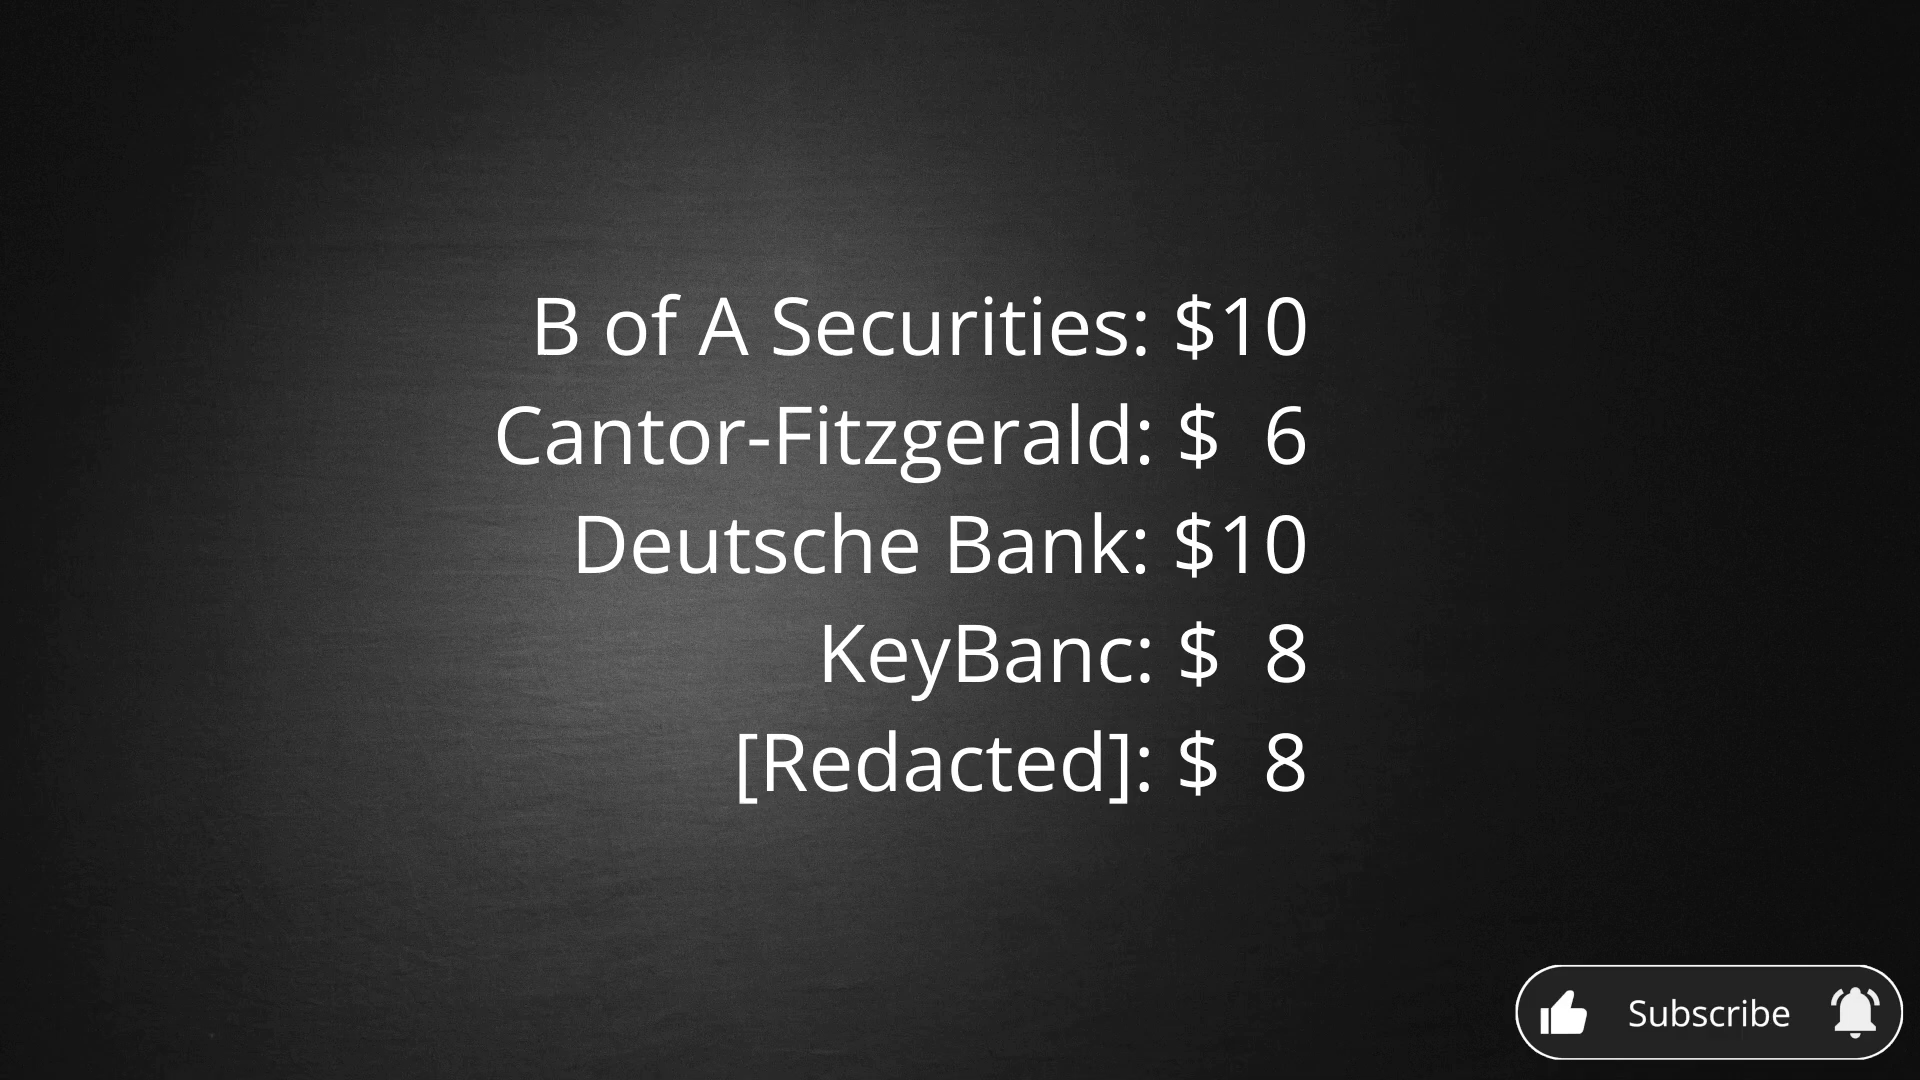 B of A Securities: $10
Cantor-Fitzgerald: $ 6
Deutsche Bank: $10
KeyBanc: $ 8
[Redacted]: $ 8
Subscribe